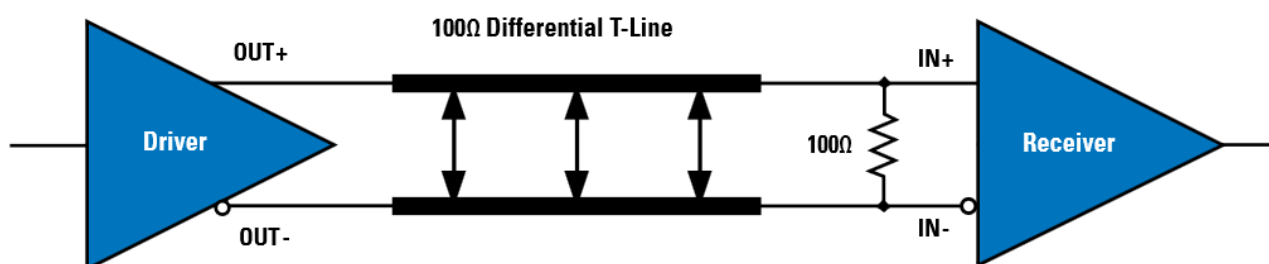 100Ω Differential T-Line
OUT+
IN+
Driver
100Ω
Receiver
OUT-
IN-